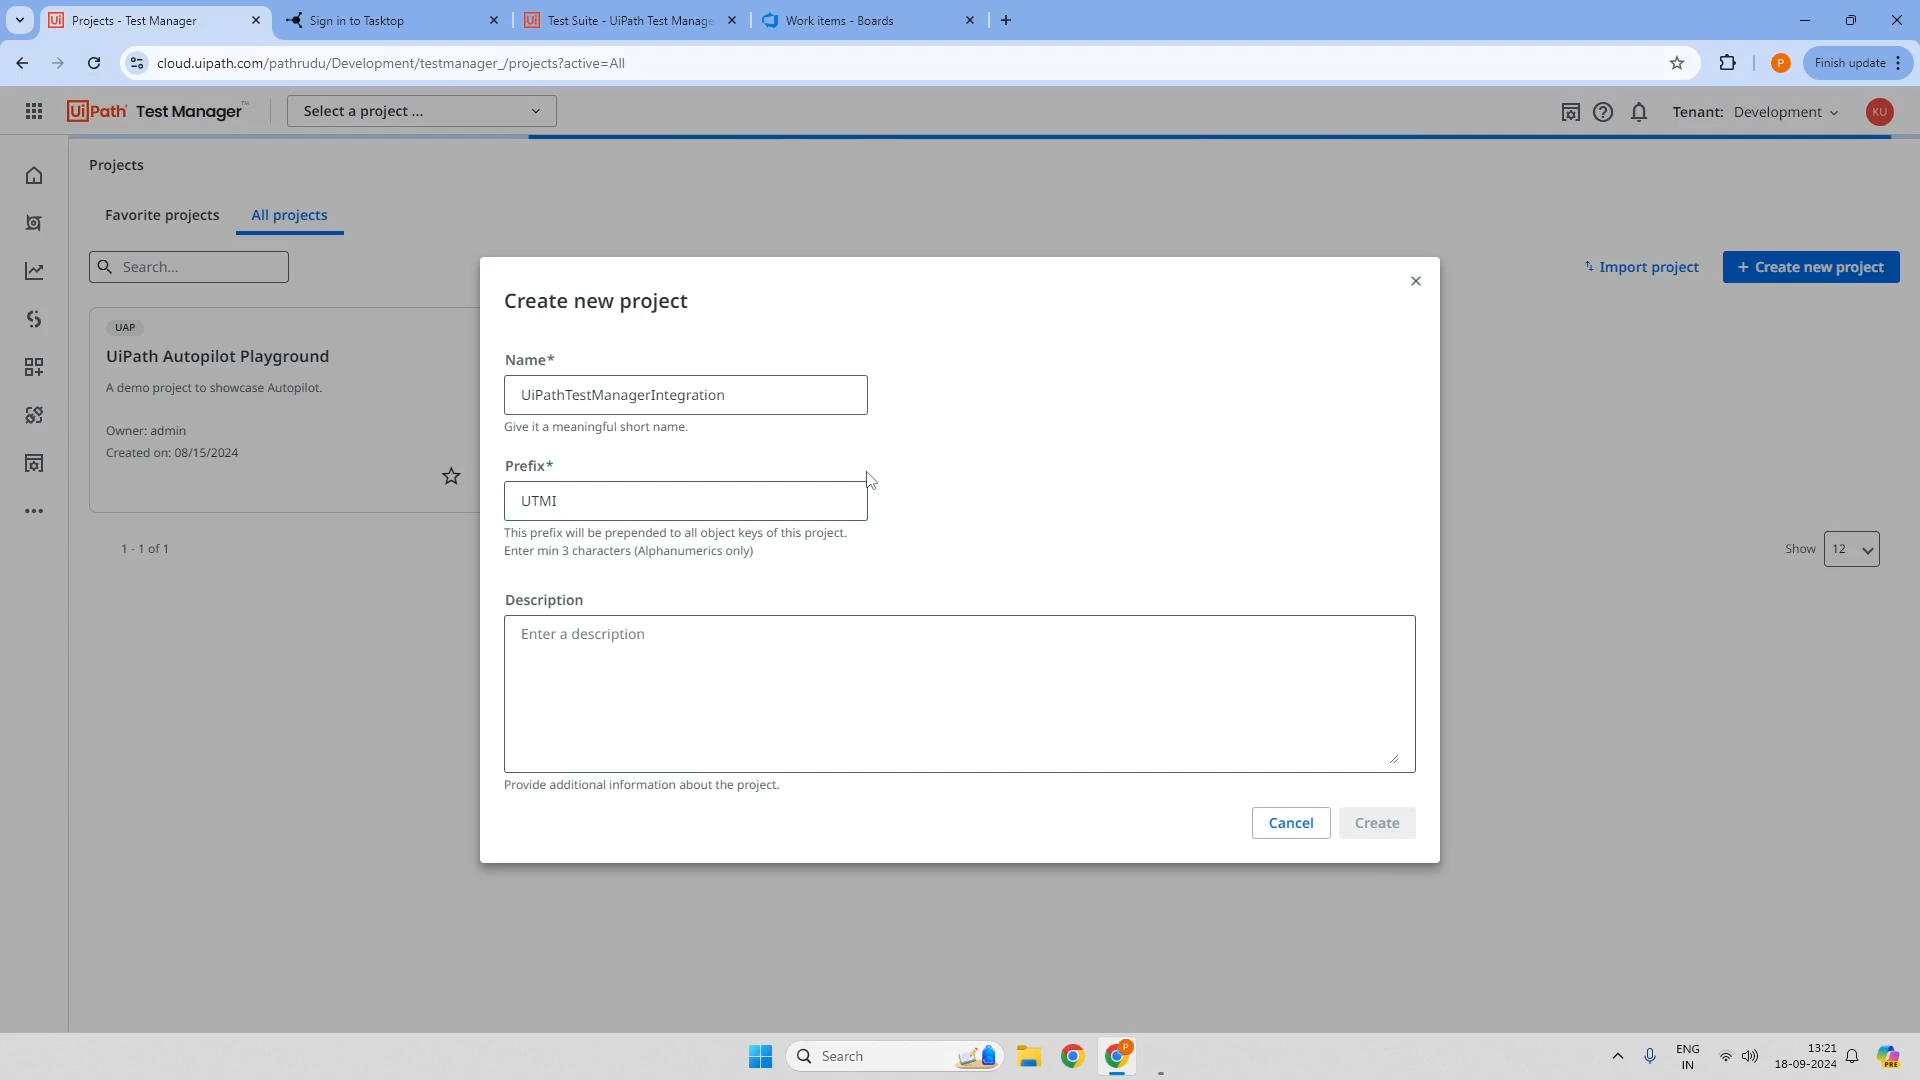 Projects - Test Manager
Sign in to Tasktop
Test Suite - UiPath Test Manage
Work items - Boards
cloud.uipath.com/pathrudu/Development/testmanager_/projects?active=All
P
Finish update
UiPath Test Manager™
Select a project ...
Tenant: Development
KU
Projects
Favorite projects
All projects
Search...
Import project
+ Create new project
UAP
UiPath Autopilot Playground
A demo project to showcase Autopilot.
Owner: admin
Created on: 08/15/2024
1 - 1 of 1
Show 12
Create new project
Name*
UiPathTestManagerIntegration
Give it a meaningful short name.
Prefix*
UTMI
This prefix will be prepended to all object keys of this project.
Enter min 3 characters (Alphanumerics only)
Description
Enter a description
Provide additional information about the project.
Cancel
Create
Search
P
ENG
IN
13:21
18-09-2024
PRE